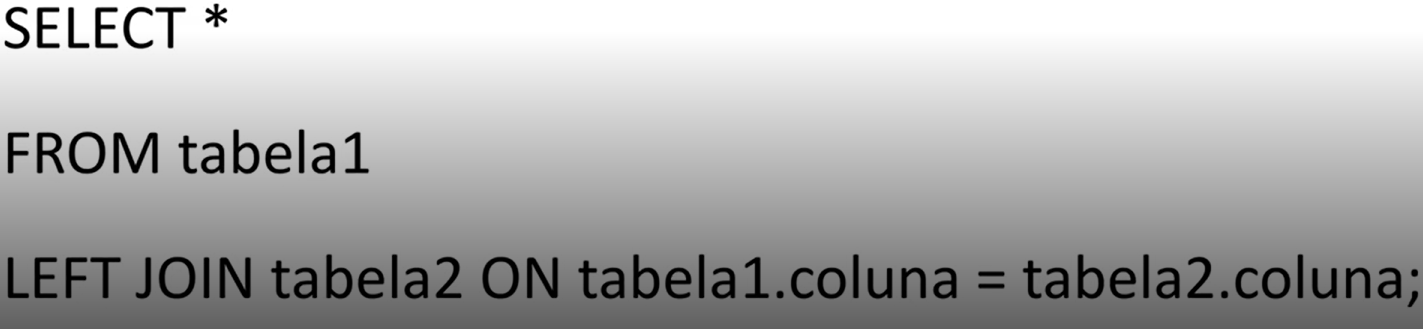 SELECT *
FROM tabela1
LEFT JOIN tabela2 ON tabela1.coluna = tabela2.coluna;